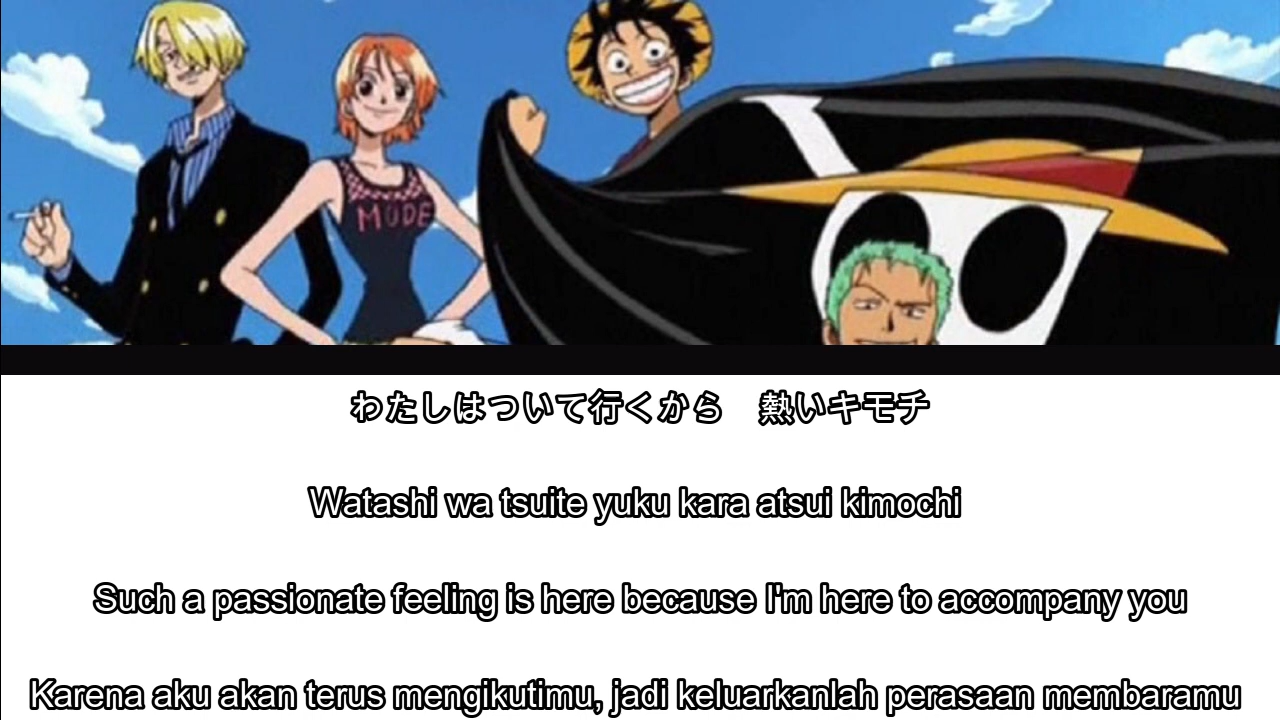 MUDE
わたしはついて行くから　熱いキモチ
Watashi wa tsuite yuku kara atsui kimochi
Such a passionate feeling is here because I'm here to accompany you
Karena aku akan terus mengikutimu, jadi keluarkanlah perasaan membaramu